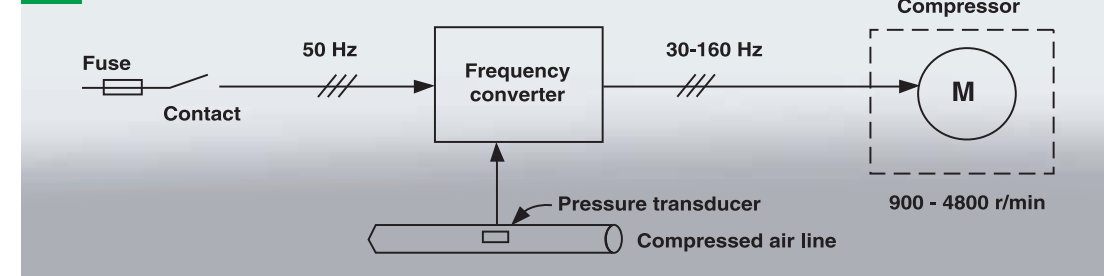 Compressor
Fuse
50 Hz
30-160 Hz
Frequency
converter
M
Contact
Pressure transducer
900 - 4800 r/min
Compressed air line